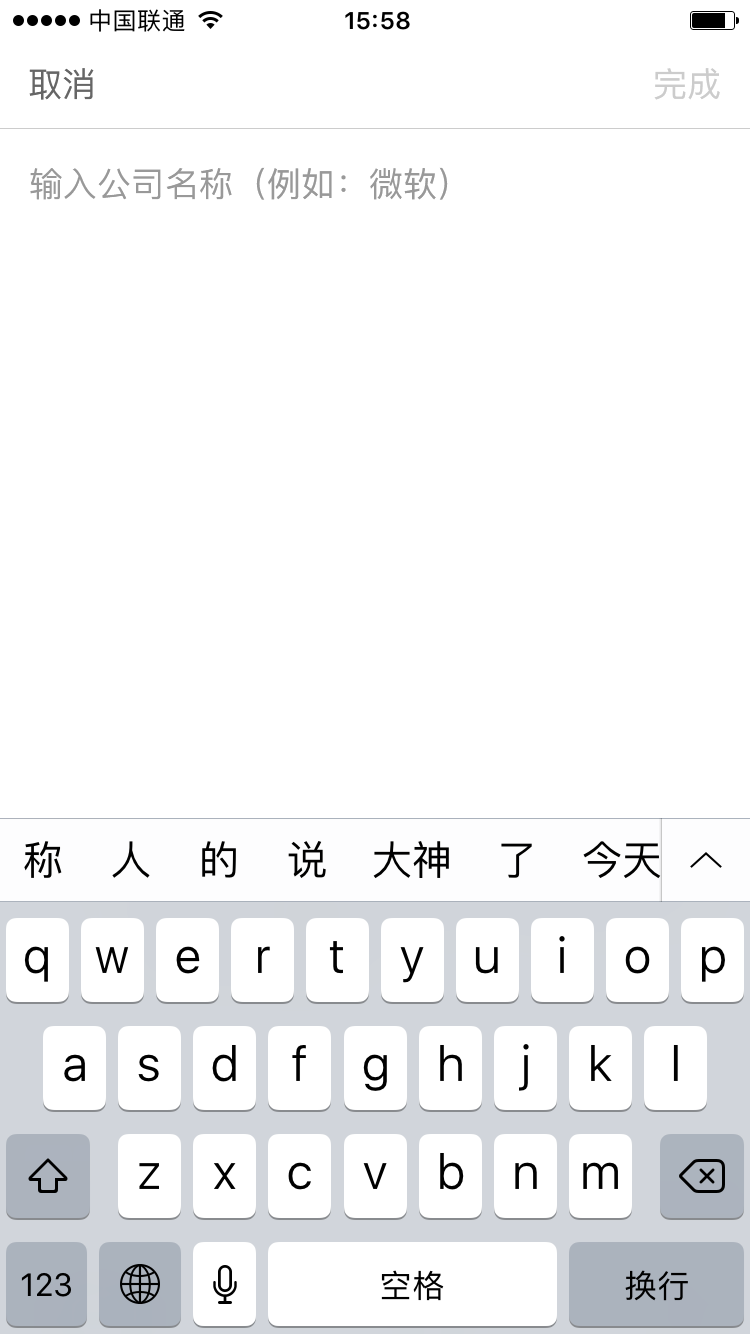 中国联通 15:58
取消 完成
输入公司名称（例如：微软）
称 人 的 说 大神 了 今天
q w e r t y u i o p
a s d f g h j k l
z x c v b n m
123 空格 换行